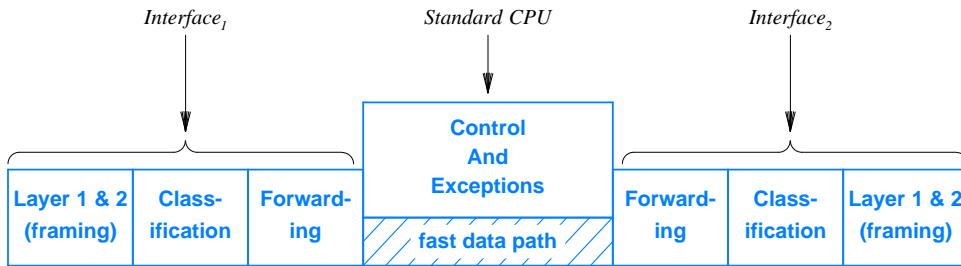 Interface1
Standard CPU
Interface2
Control
And
Exceptions
Layer 1 & 2
(framing)
Class-
ification
Forward-
ing
fast data path
Forward-
ing
Class-
ification
Layer 1 & 2
(framing)